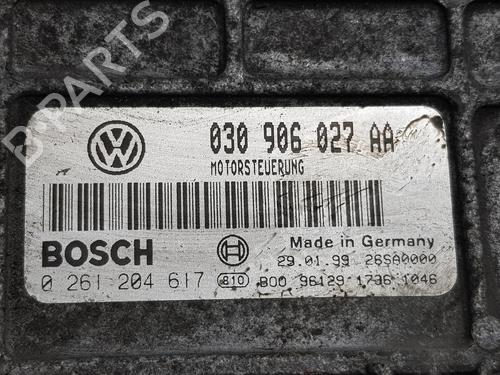 B-PARTS
030 906 027 AA
MOTORSTEUERUNG
BOSCH
Made in Germany
0 261 204 617 810
29.01.99 26SA0000
B00 96129 1736 1046